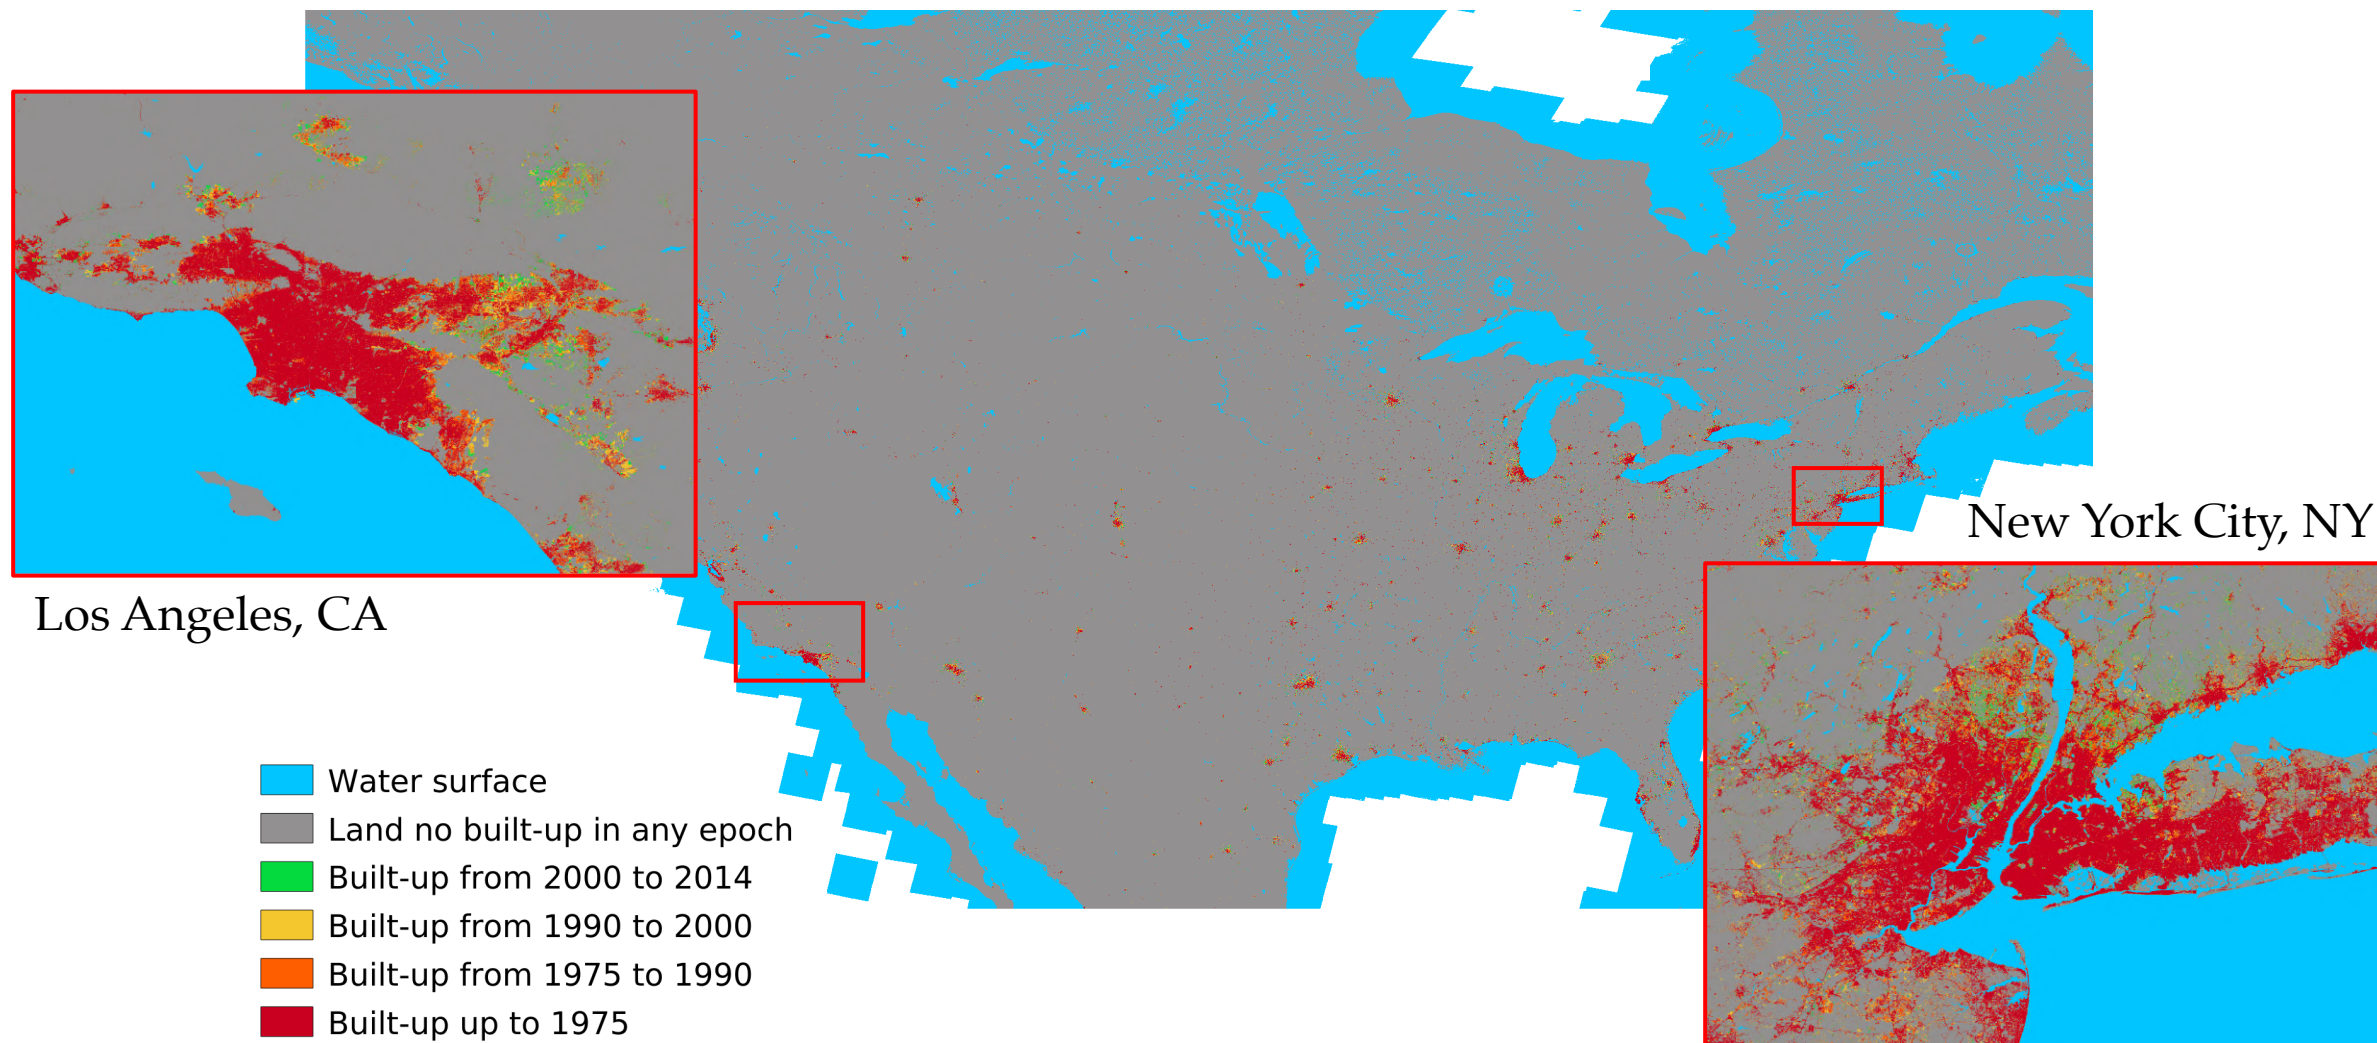 New York City, NY
Los Angeles, CA
Water surface
Land no built-up in any epoch
Built-up from 2000 to 2014
Built-up from 1990 to 2000
Built-up from 1975 to 1990
Built-up up to 1975